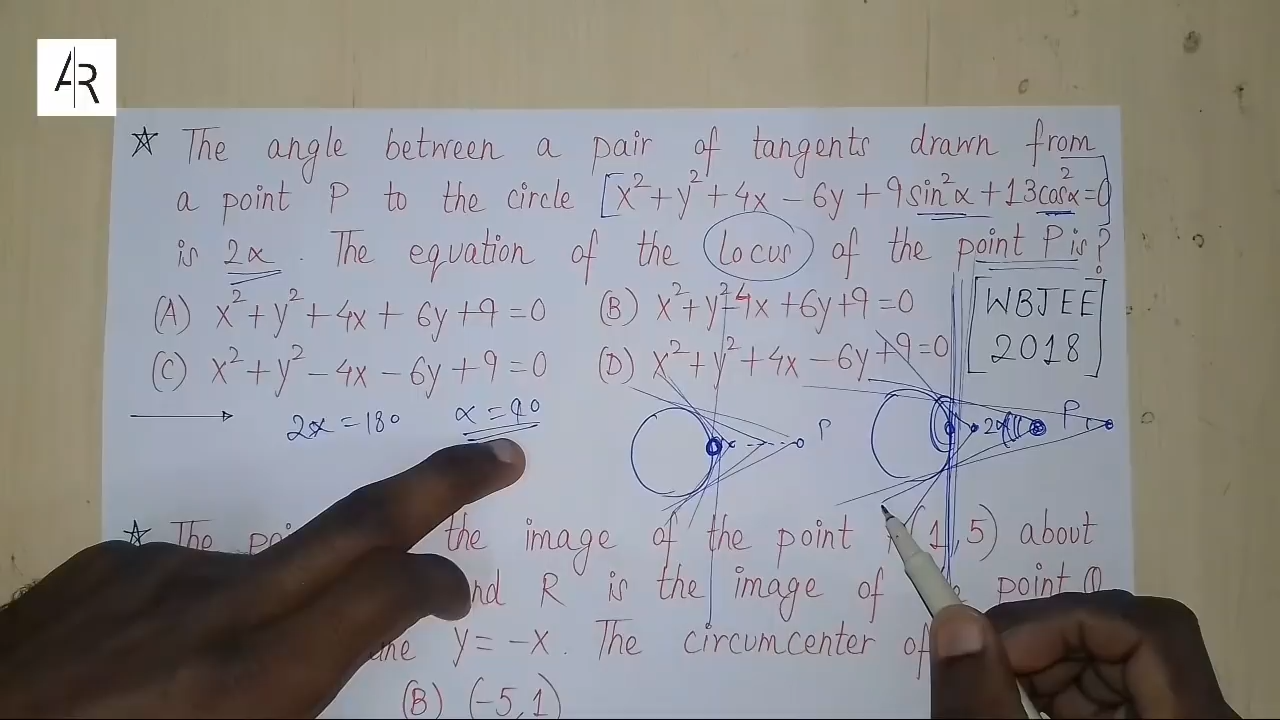 AR
☆ The angle between a pair of tangents drawn from
a point P to the circle [x² + y² + 4x - 6y + 9 sin²α + 13 cos²α = 0
is 2α. The equation of the locus of the point P is?
(A) x² + y² + 4x + 6y + 9 = 0 (B) x² + y² - 4x + 6y + 9 = 0
[WBJEE
2018]
(C) x² + y² - 4x - 6y + 9 = 0 (D) x² + y² + 4x - 6y + 9 = 0
2α = 180 α = 90
P
2α P
☆ The the image of the point (1, 5) about
R is the image of point Q
y = -x. The circumcenter of
(B) (-5, 1)